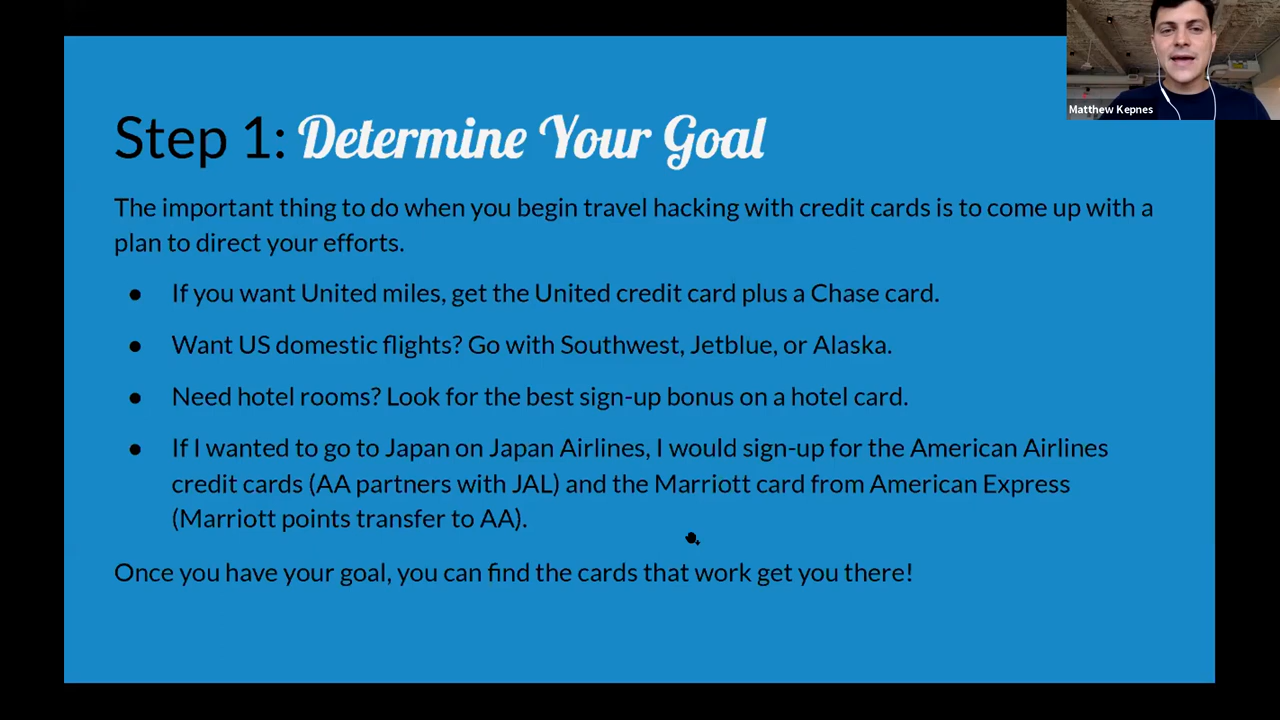 Matthew Kepnes
Step 1: Determine Your Goal
The important thing to do when you begin travel hacking with credit cards is to come up with a
plan to direct your efforts.
● If you want United miles, get the United credit card plus a Chase card.
● Want US domestic flights? Go with Southwest, Jetblue, or Alaska.
● Need hotel rooms? Look for the best sign-up bonus on a hotel card.
● If I wanted to go to Japan on Japan Airlines, I would sign-up for the American Airlines
credit cards (AA partners with JAL) and the Marriott card from American Express
(Marriott points transfer to AA).
Once you have your goal, you can find the cards that work get you there!